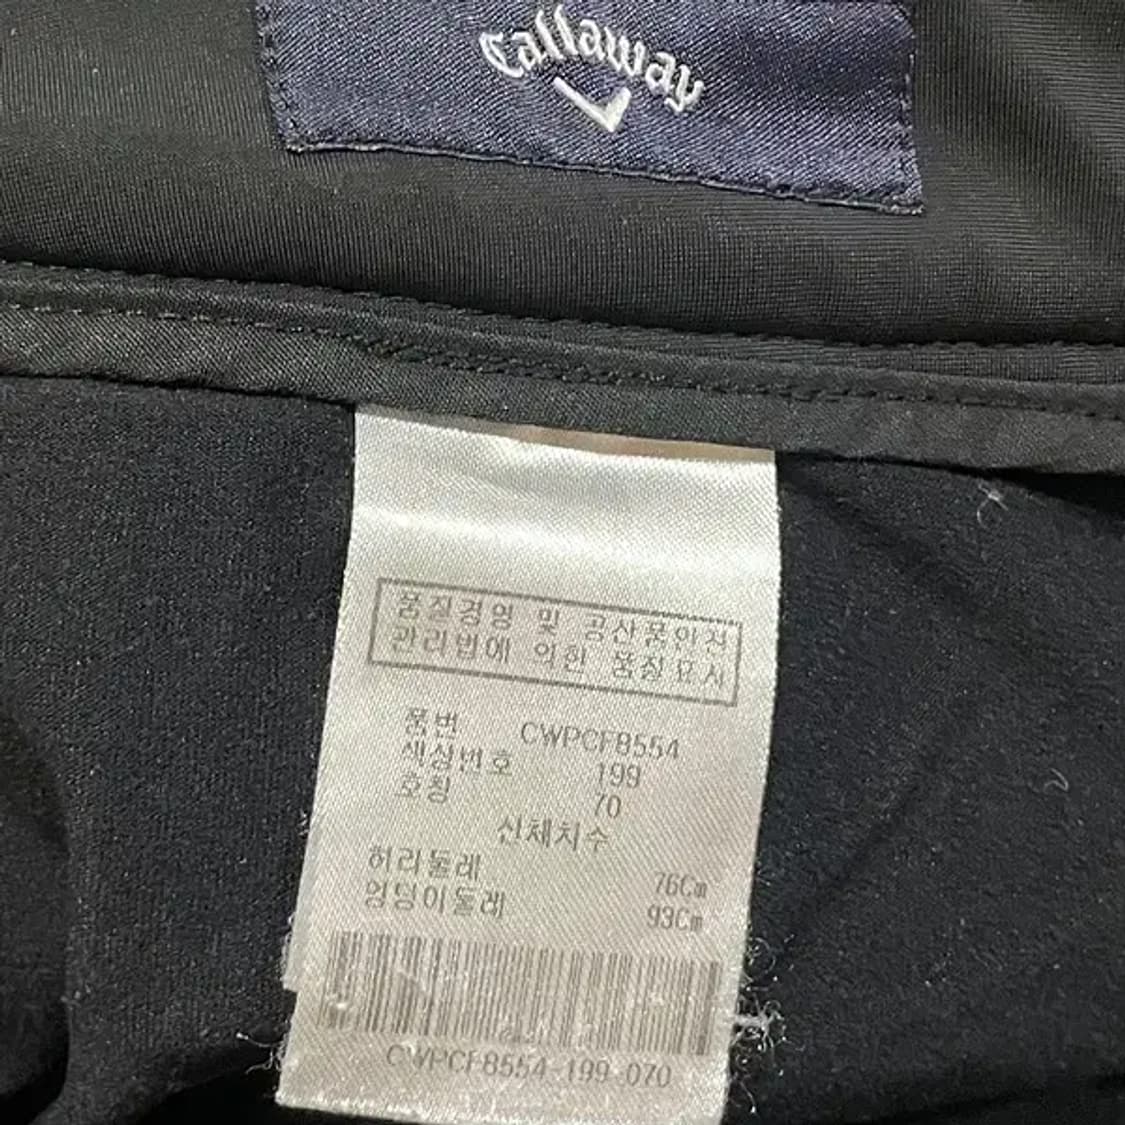 Callaway
품질경영 및 공산품안전
관리법에 의한 품질표시
품번 CWPCF8554
색상번호 199
호칭 70
신체치수
허리둘레 76Cm
엉덩이둘레 93Cm
CWPCF8554-199-070